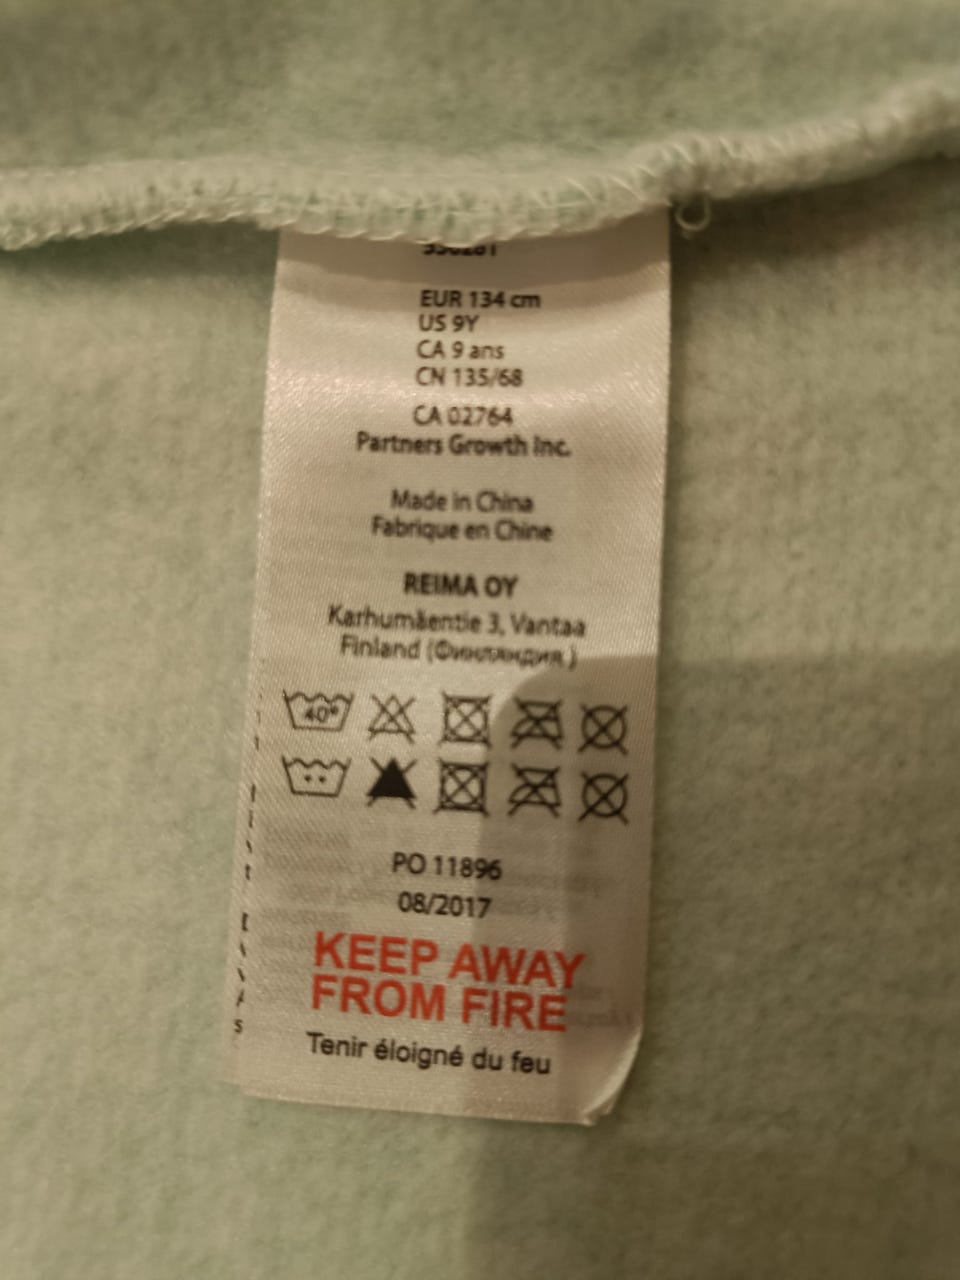 EUR 134 cm
US 9Y
CA 9 ans
CN 135/68
CA 02764
Partners Growth Inc.
Made in China
Fabrique en Chine
REIMA OY
Karhumäentie 3, Vantaa
Finland (Финляндия)
40°
PO 11896
08/2017
KEEP AWAY
FROM FIRE
Tenir éloigné du feu